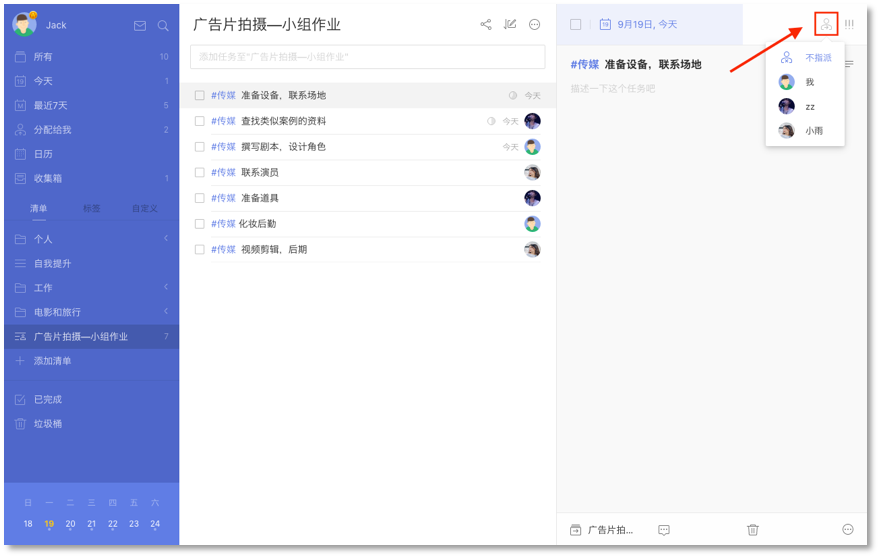 Jack
所有 10
今天 1
最近7天 5
分配给我 2
日历
收集箱 1
清单 标签 自定义
个人
自我提升
工作
电影和旅行
广告片拍摄—小组作业 7
添加清单
已完成
垃圾桶
日 一 二 三 四 五 六
18 19 20 21 22 23 24
广告片拍摄—小组作业
添加任务至"广告片拍摄—小组作业"
#传媒 准备设备，联系场地 今天
#传媒 查找类似案例的资料 今天
#传媒 撰写剧本，设计角色 今天
#传媒 联系演员
#传媒 准备道具
#传媒 化妆后勤
#传媒 视频剪辑，后期
19 9月19日, 今天
!!!
#传媒 准备设备，联系场地
描述一下这个任务吧
不指派
我
zz
小雨
广告片拍...